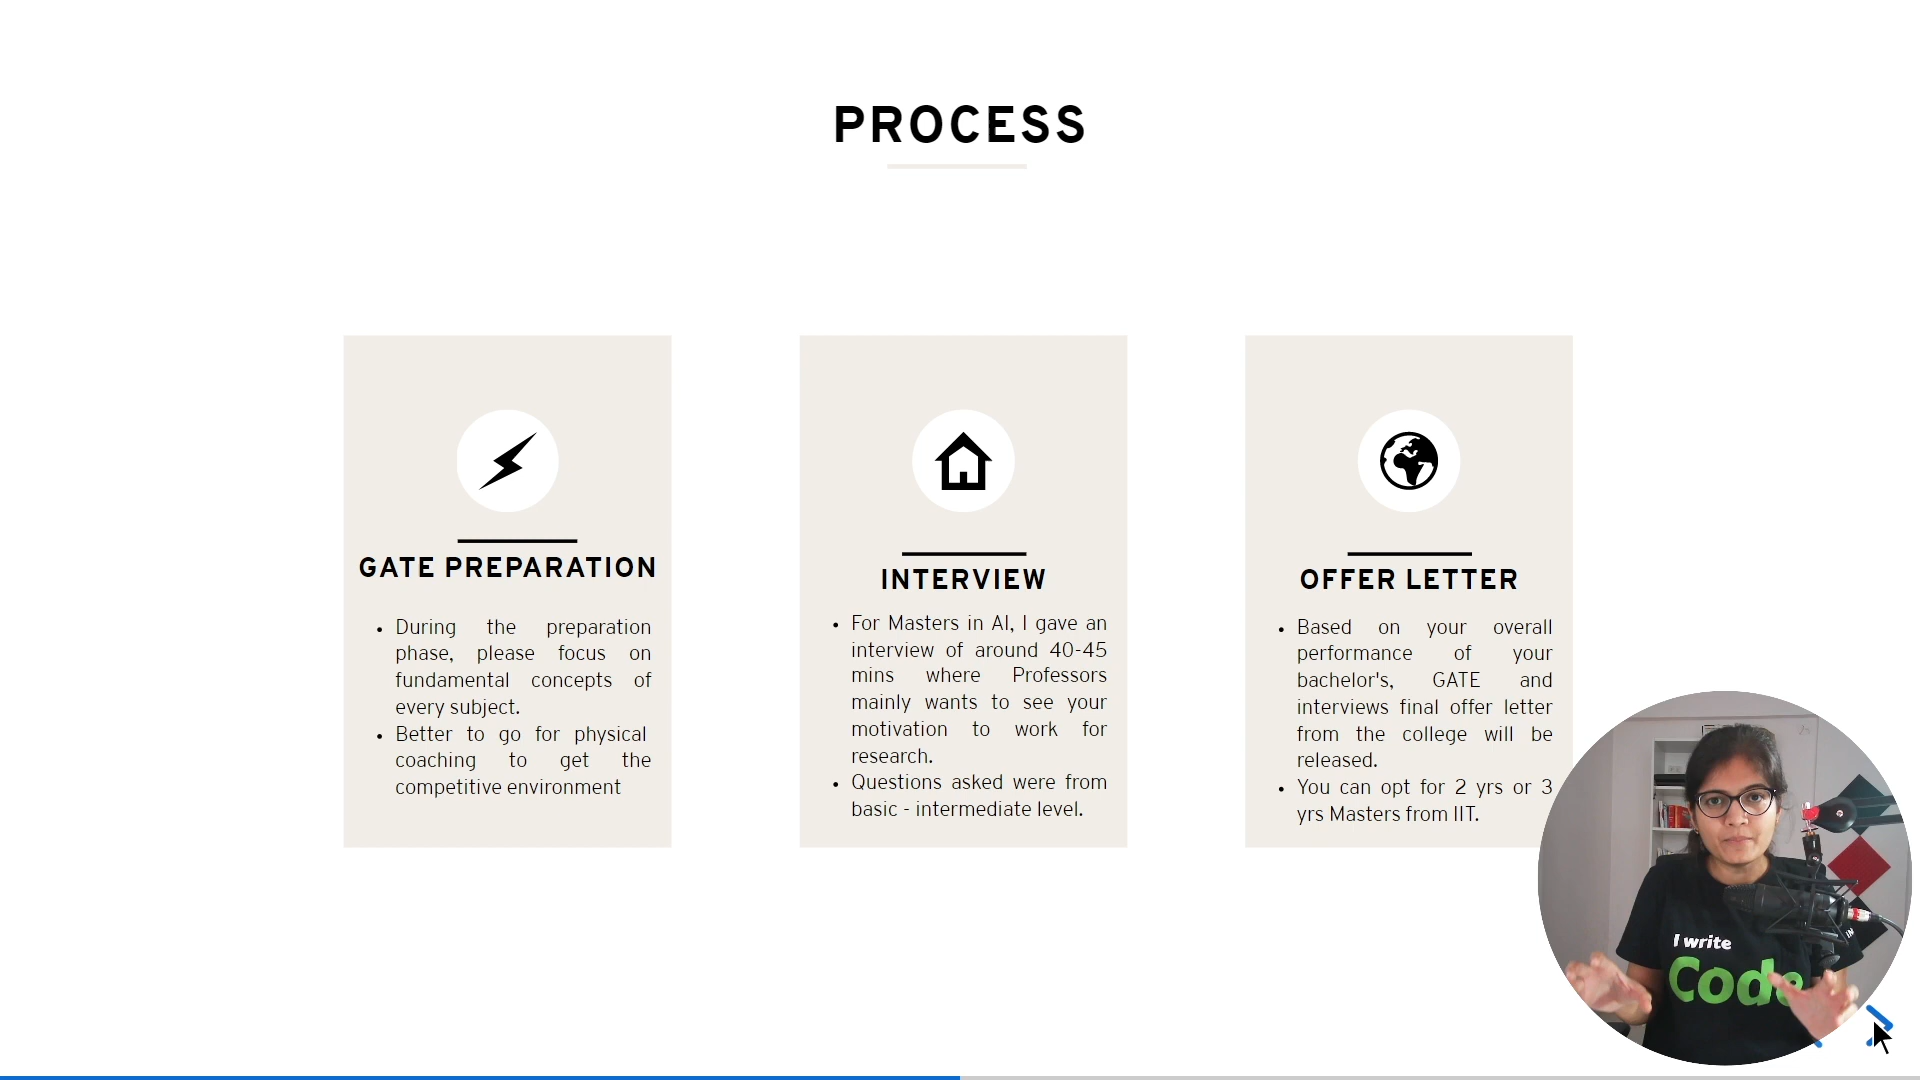 PROCESS
GATE PREPARATION
• During the preparation
phase, please focus on
fundamental concepts of
every subject.
• Better to go for physical
coaching to get the
competitive environment
INTERVIEW
• For Masters in AI, I gave an
interview of around 40-45
mins where Professors
mainly wants to see your
motivation to work for
research.
• Questions asked were from
basic - intermediate level.
OFFER LETTER
• Based on your overall
performance of your
bachelor's, GATE and
interviews final offer letter
from the college will be
released.
• You can opt for 2 yrs or 3
yrs Masters from IIT.
I write
Code